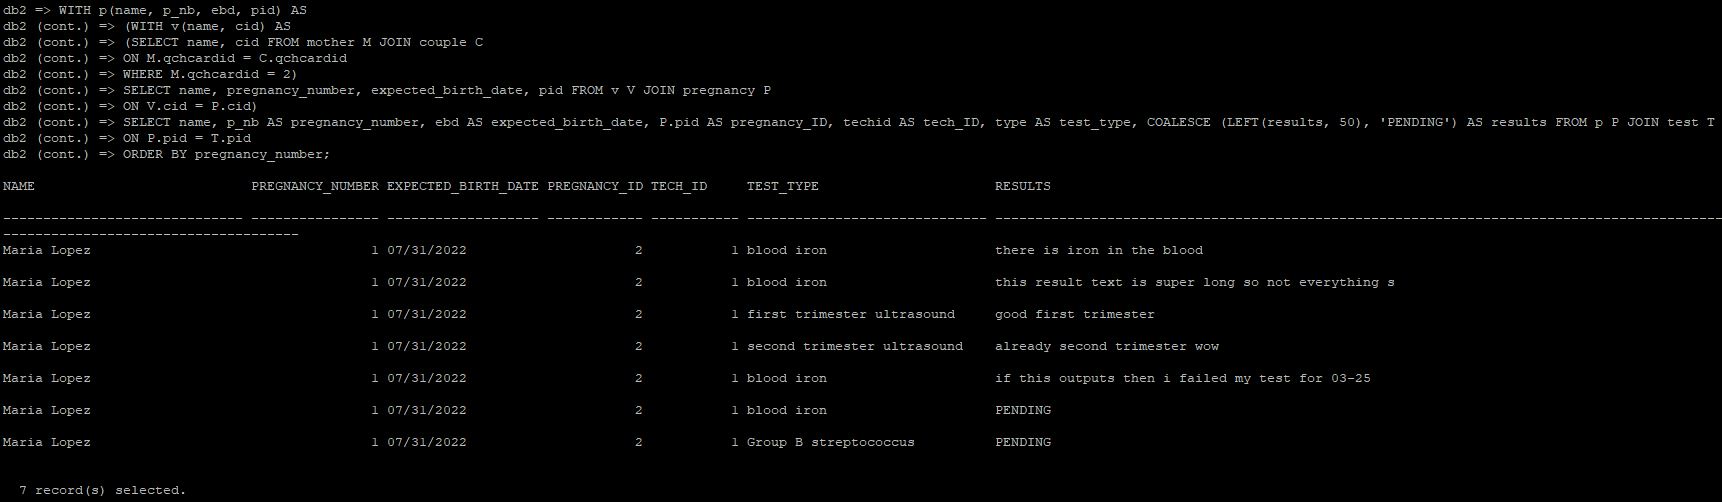 db2 => WITH p(name, p_nb, ebd, pid) AS
db2 (cont.) => (WITH v(name, cid) AS
db2 (cont.) => (SELECT name, cid FROM mother M JOIN couple C
db2 (cont.) => ON M.qchcardid = C.qchcardid
db2 (cont.) => WHERE M.qchcardid = 2)
db2 (cont.) => SELECT name, pregnancy_number, expected_birth_date, pid FROM v V JOIN pregnancy P
db2 (cont.) => ON V.cid = P.cid)
db2 (cont.) => SELECT name, p_nb AS pregnancy_number, ebd AS expected_birth_date, P.pid AS pregnancy_ID, techid AS tech_ID, type AS test_type, COALESCE (LEFT(results, 50), 'PENDING') AS results FROM p P JOIN test T
db2 (cont.) => ON P.pid = T.pid
db2 (cont.) => ORDER BY pregnancy_number;
NAME PREGNANCY_NUMBER EXPECTED_BIRTH_DATE PREGNANCY_ID TECH_ID TEST_TYPE RESULTS
------------------------------ ---------------- ------------------- ------------ ----------- ------------------------------ -------------------------------------------------------------------------------------------
-------------------------------------
Maria Lopez 1 07/31/2022 2 1 blood iron there is iron in the blood
Maria Lopez 1 07/31/2022 2 1 blood iron this result text is super long so not everything s
Maria Lopez 1 07/31/2022 2 1 first trimester ultrasound good first trimester
Maria Lopez 1 07/31/2022 2 1 second trimester ultrasound already second trimester wow
Maria Lopez 1 07/31/2022 2 1 blood iron if this outputs then i failed my test for 03-25
Maria Lopez 1 07/31/2022 2 1 blood iron PENDING
Maria Lopez 1 07/31/2022 2 1 Group B streptococcus PENDING
7 record(s) selected.